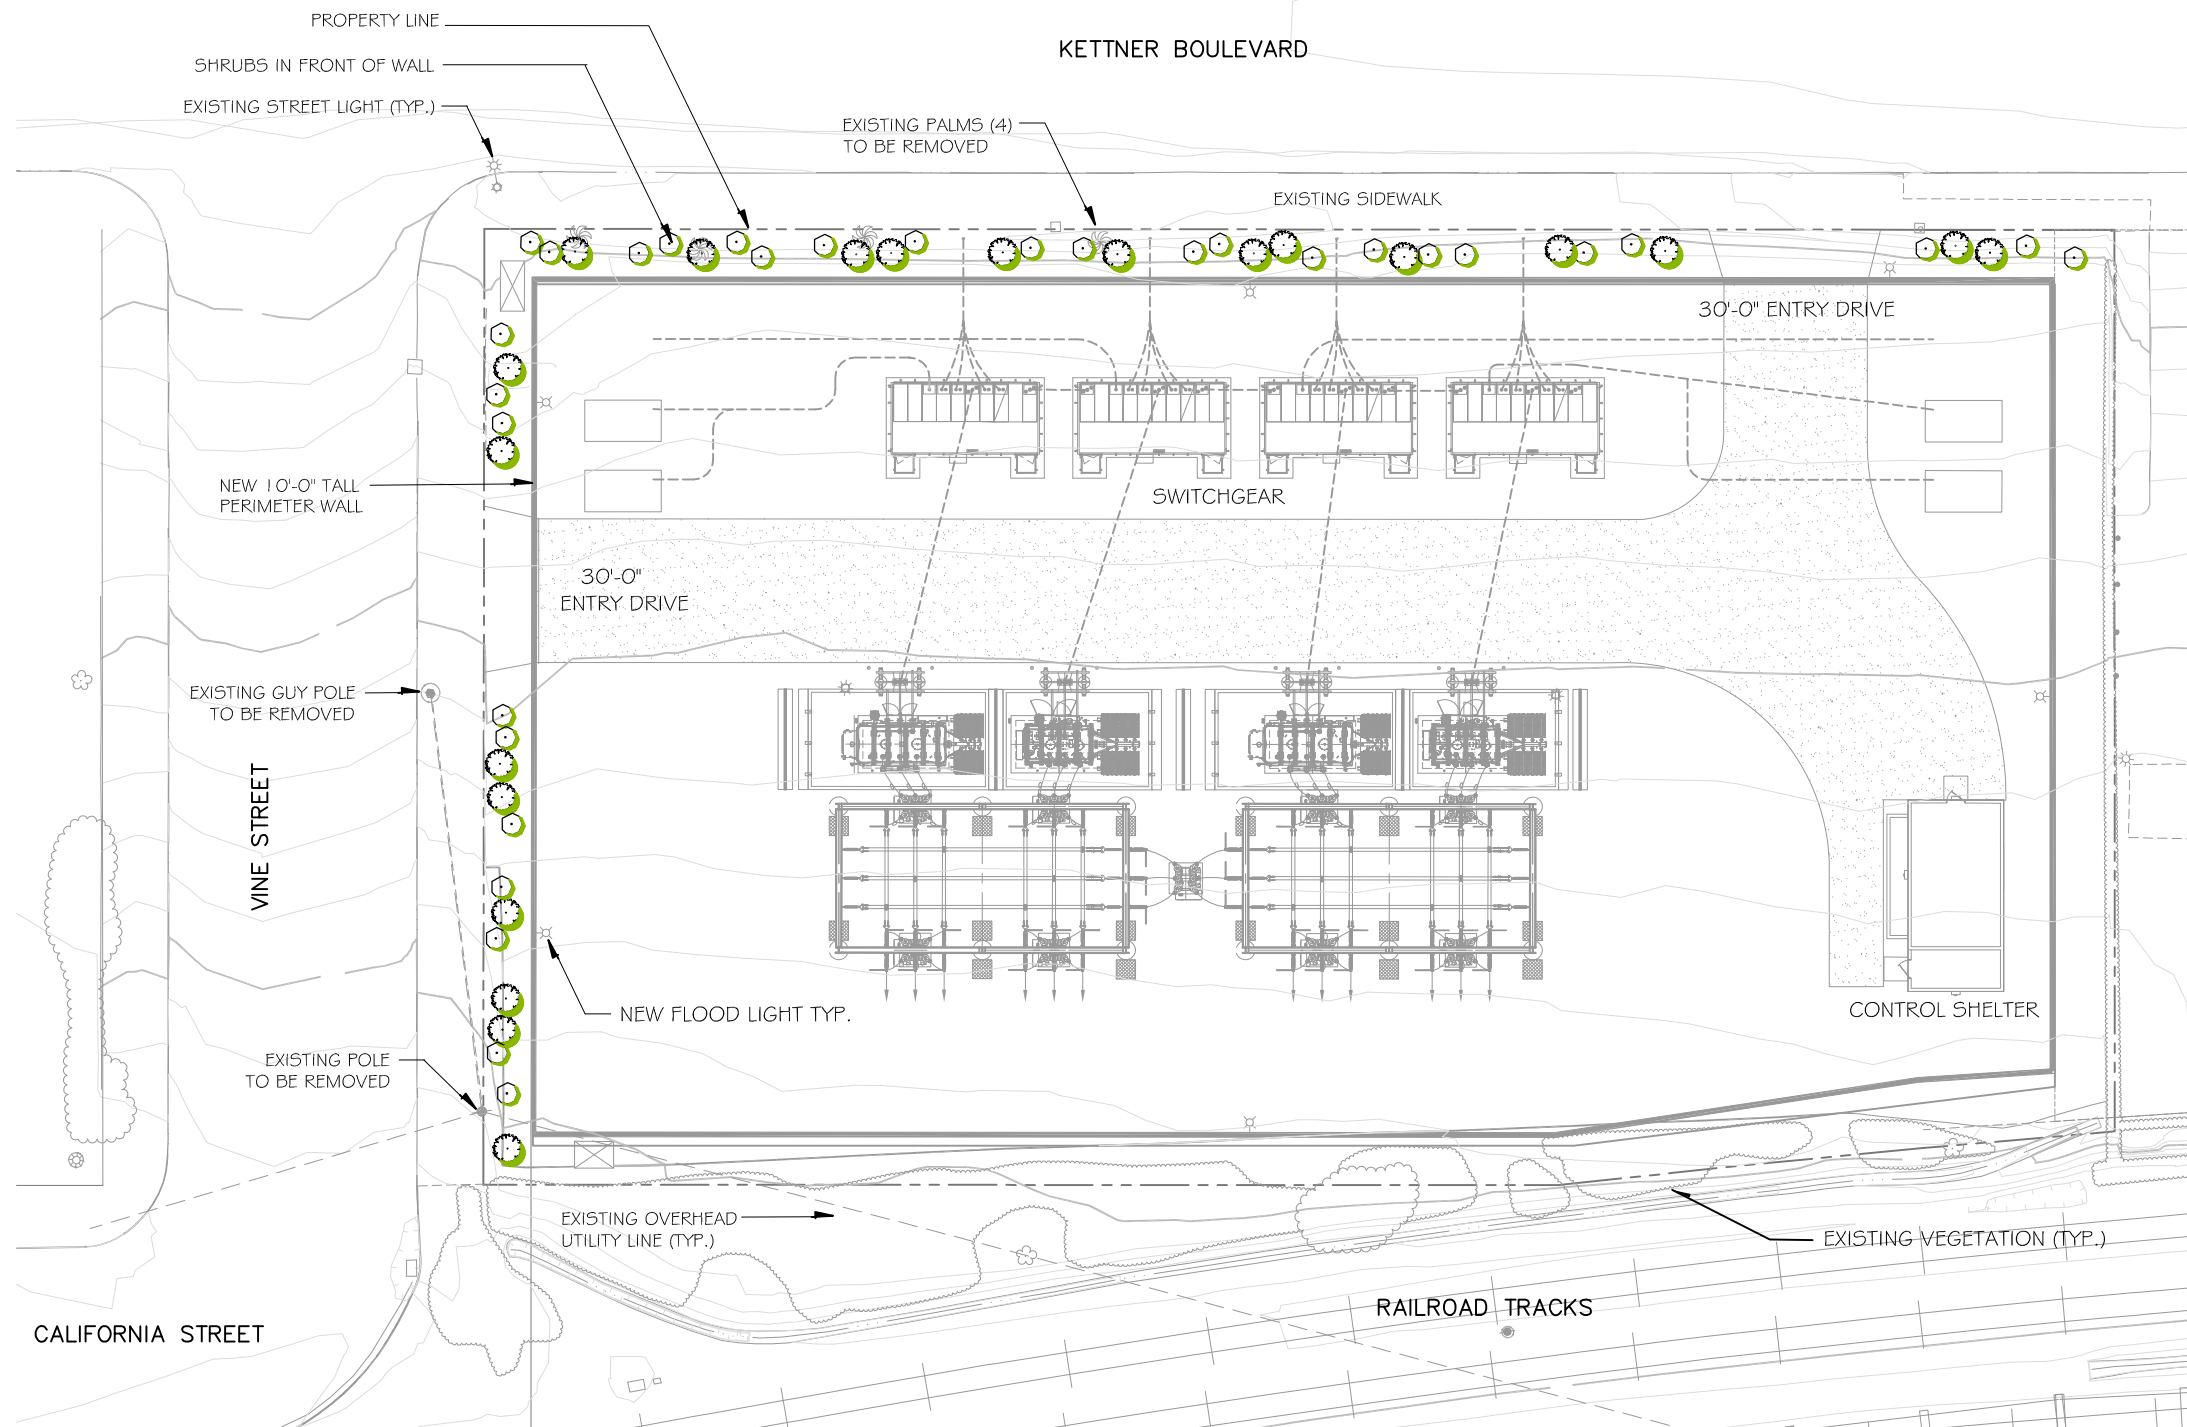 PROPERTY LINE
KETTNER BOULEVARD
SHRUBS IN FRONT OF WALL
EXISTING STREET LIGHT (TYP.)
EXISTING PALMS (4)
TO BE REMOVED
EXISTING SIDEWALK
30'-0" ENTRY DRIVE
NEW 10'-0" TALL
PERIMETER WALL
SWITCHGEAR
30'-0"
ENTRY DRIVE
EXISTING GUY POLE
TO BE REMOVED
VINE STREET
NEW FLOOD LIGHT TYP.
CONTROL SHELTER
EXISTING POLE
TO BE REMOVED
EXISTING OVERHEAD
UTILITY LINE (TYP.)
EXISTING VEGETATION (TYP.)
RAILROAD TRACKS
CALIFORNIA STREET